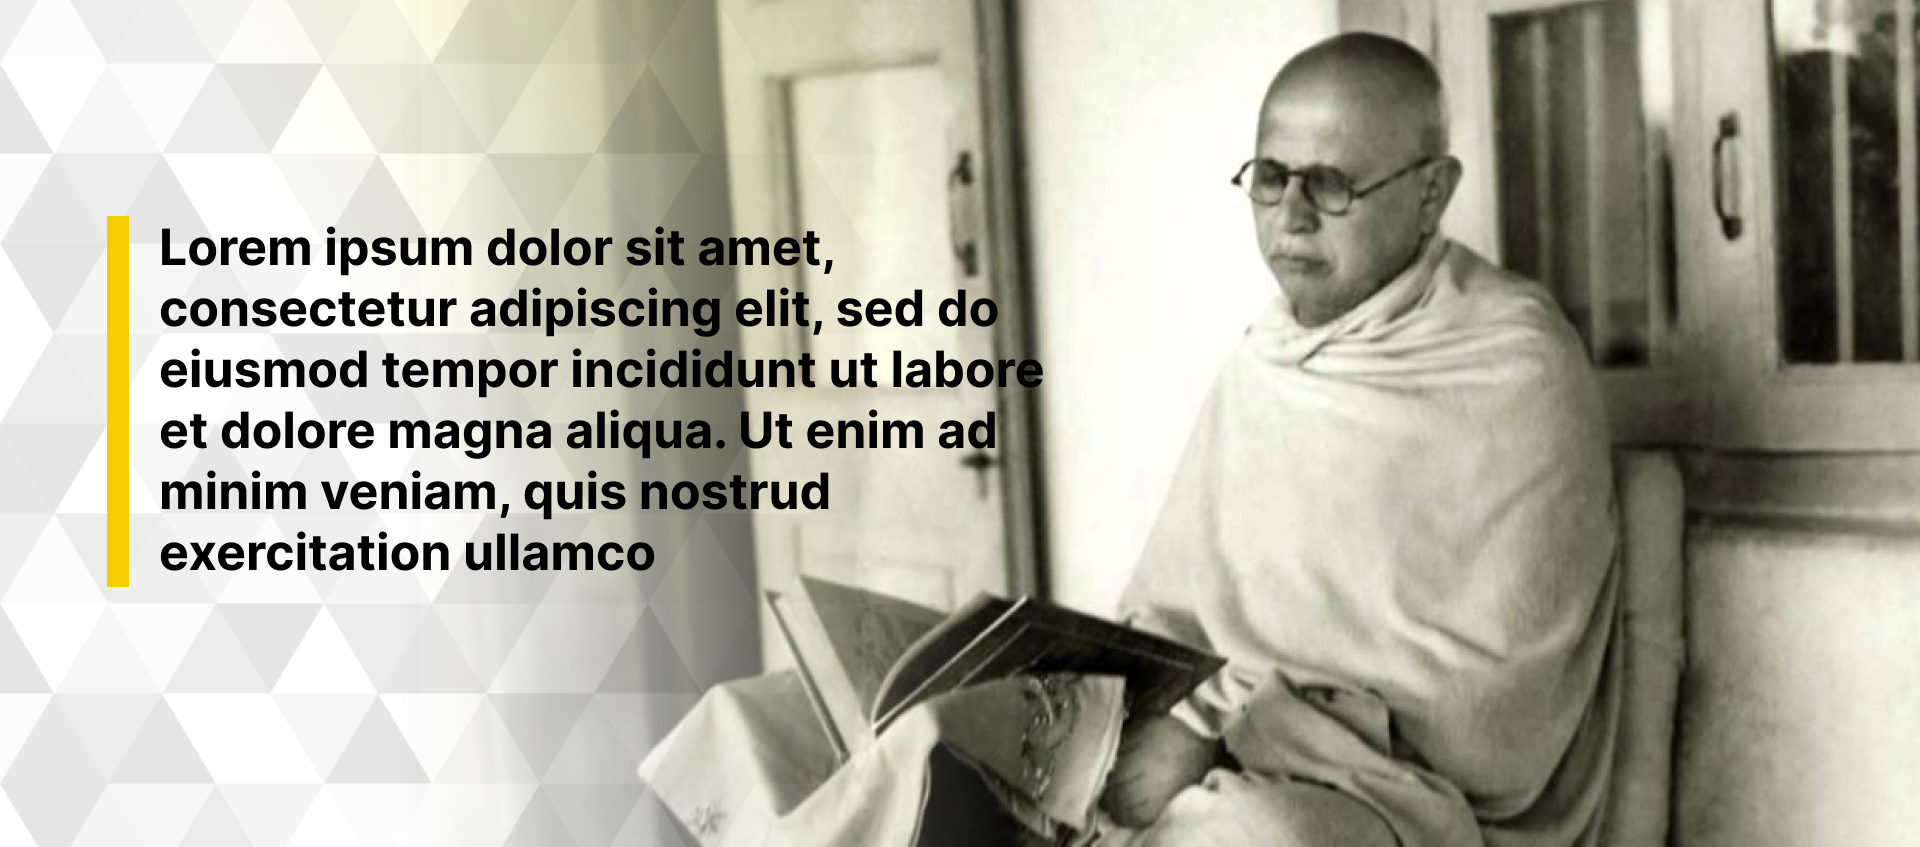 Lorem ipsum dolor sit amet,
consectetur adipiscing elit, sed do
eiusmod tempor incididunt ut labore
et dolore magna aliqua. Ut enim ad
minim veniam, quis nostrud
exercitation ullamco